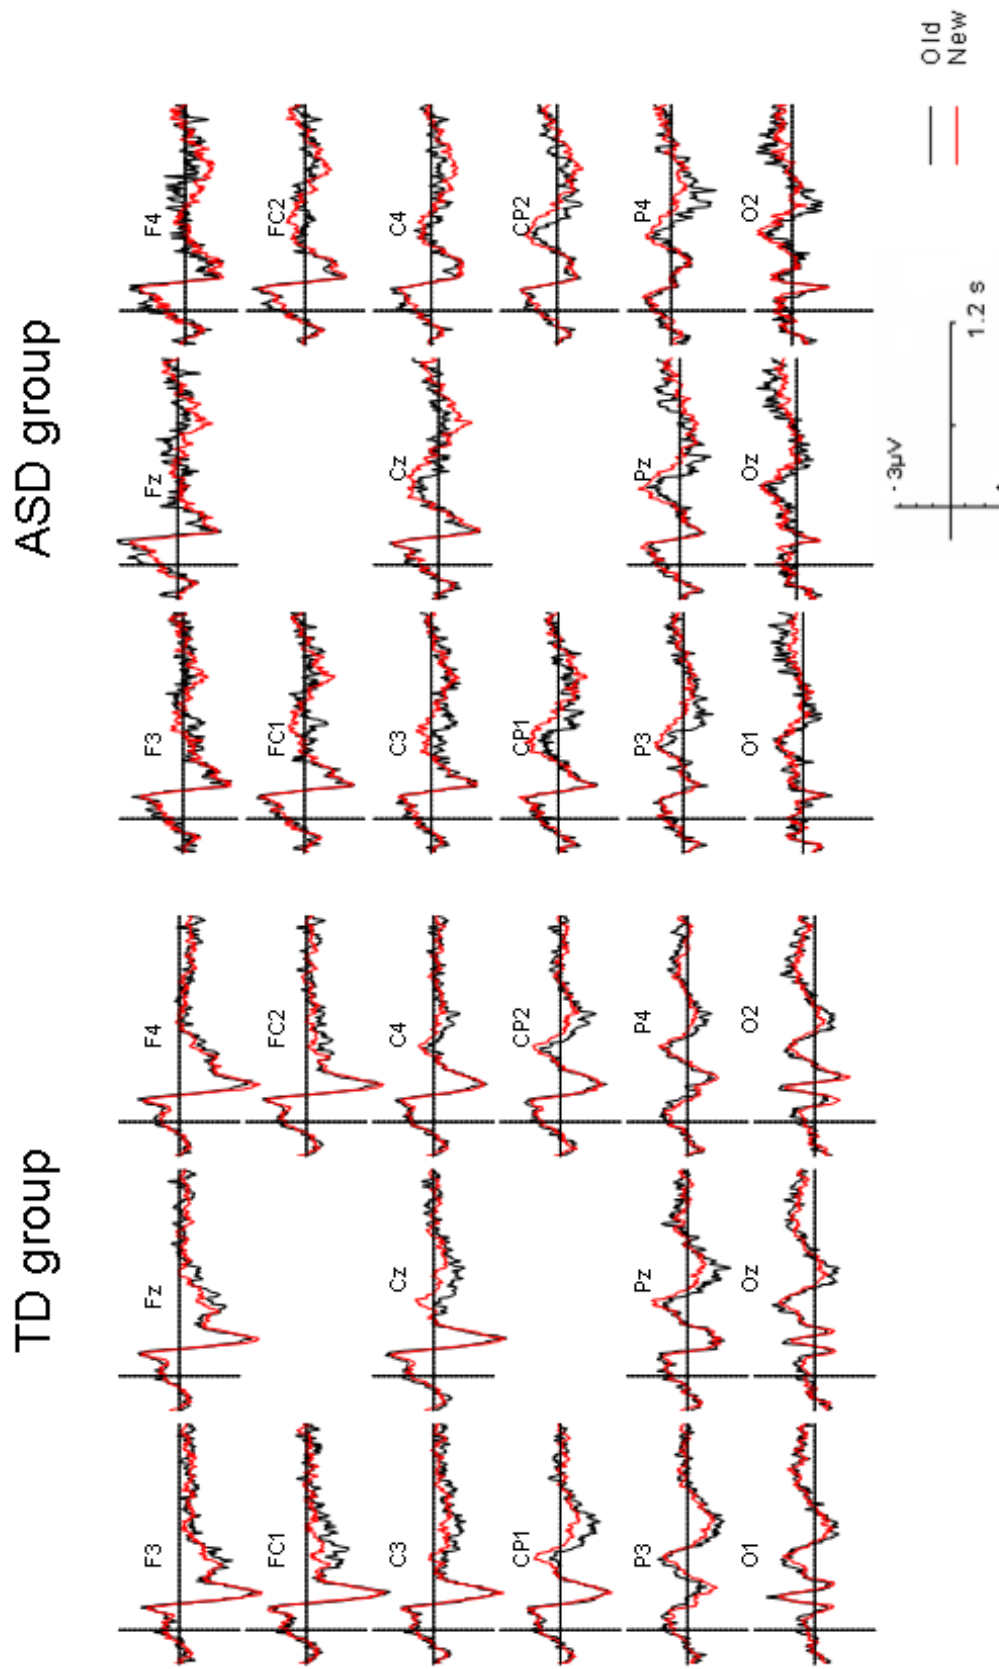 TD group
ASD group
F3
Fz
F4
F3
Fz
F4
FC1
FC2
FC1
FC2
C3
Cz
C4
C3
Cz
C4
CP1
CP2
CP1
CP2
P3
Pz
P4
P3
Pz
P4
O1
Oz
O2
O1
Oz
O2
- 3µV
1.2 s
Old
New